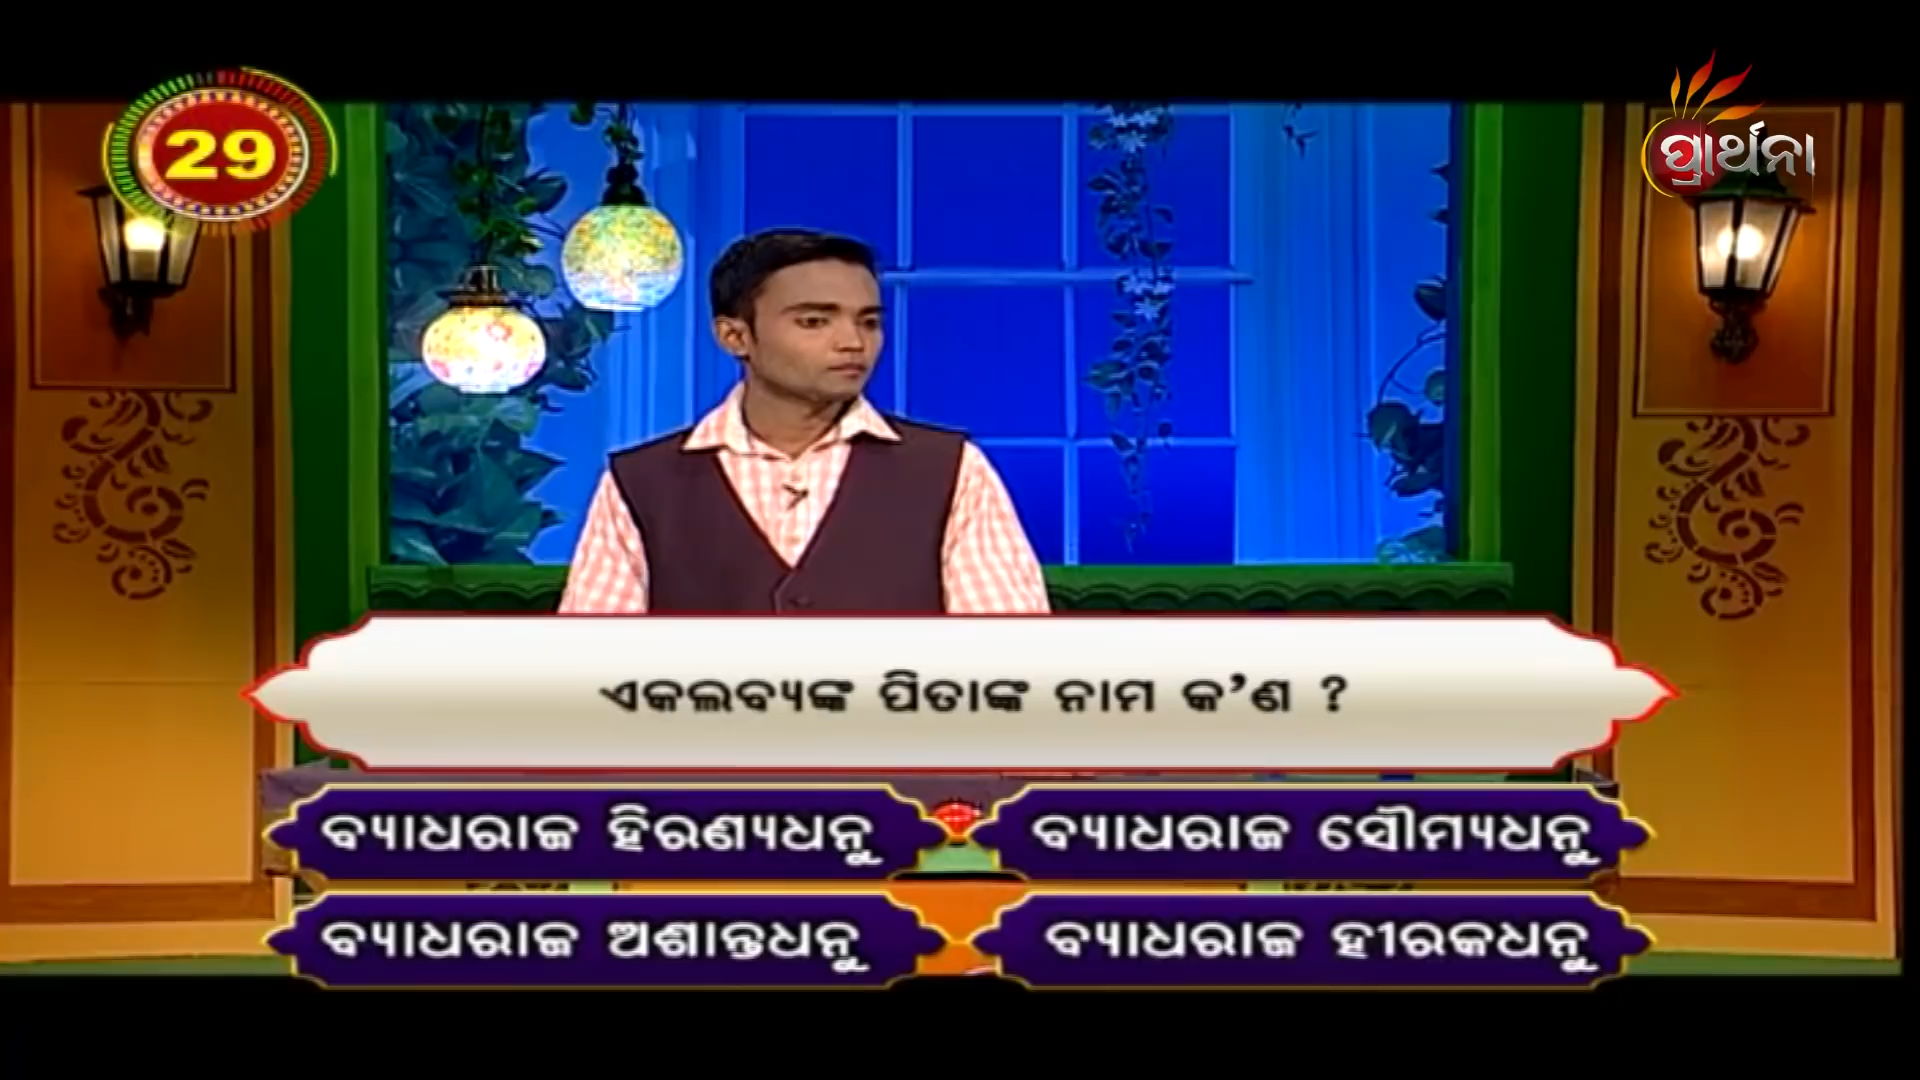 29
ପ୍ରାର୍ଥନା
ଏକଲବ୍ୟଙ୍କ ପିତାଙ୍କ ନାମ କ’ଣ ?
ବ୍ୟାଧରାଜ ହିରଣ୍ୟଧନୁ
ବ୍ୟାଧରାଜ ସୌମ୍ୟଧନୁ
ବ୍ୟାଧରାଜ ଅଶାନ୍ତଧନୁ
ବ୍ୟାଧରାଜ ହୀରକଧନୁ